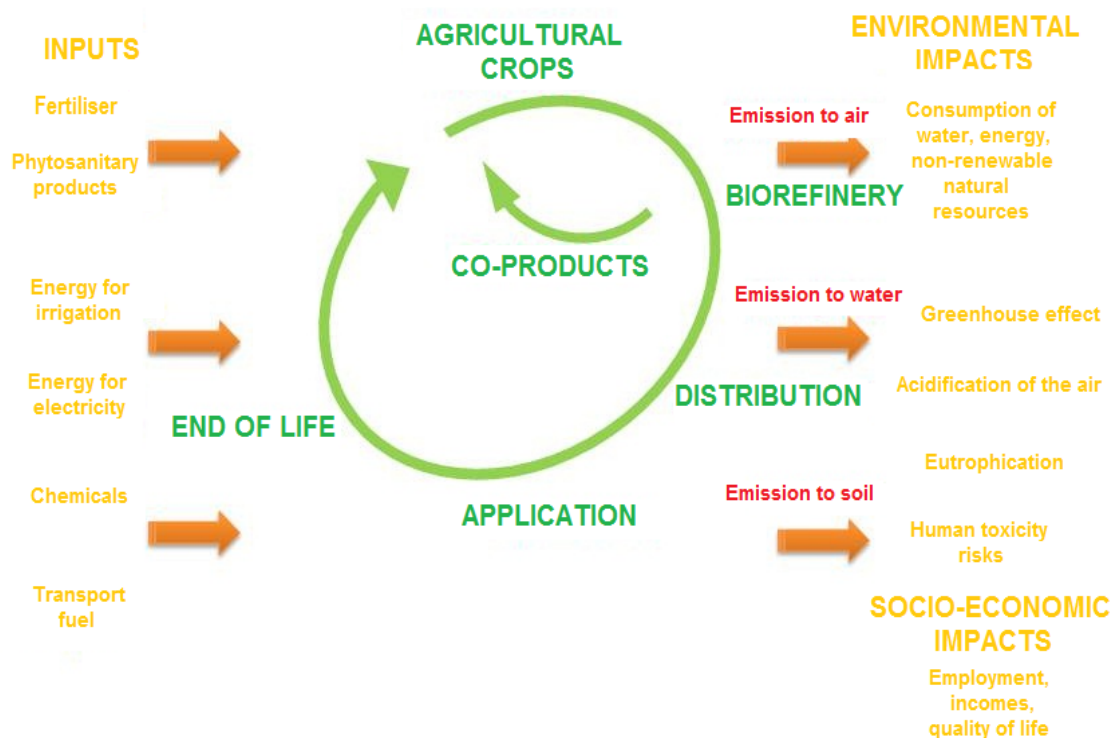 INPUTS
Fertiliser
Phytosanitary
products
Energy for
irrigation
Energy for
electricity
Chemicals
Transport
fuel
AGRICULTURAL
CROPS
CO-PRODUCTS
END OF LIFE
APPLICATION
Emission to air
BIOREFINERY
Emission to water
DISTRIBUTION
Emission to soil
ENVIRONMENTAL
IMPACTS
Consumption of
water, energy,
non-renewable
natural
resources
Greenhouse effect
Acidification of the air
Eutrophication
Human toxicity
risks
SOCIO-ECONOMIC
IMPACTS
Employment,
incomes,
quality of life